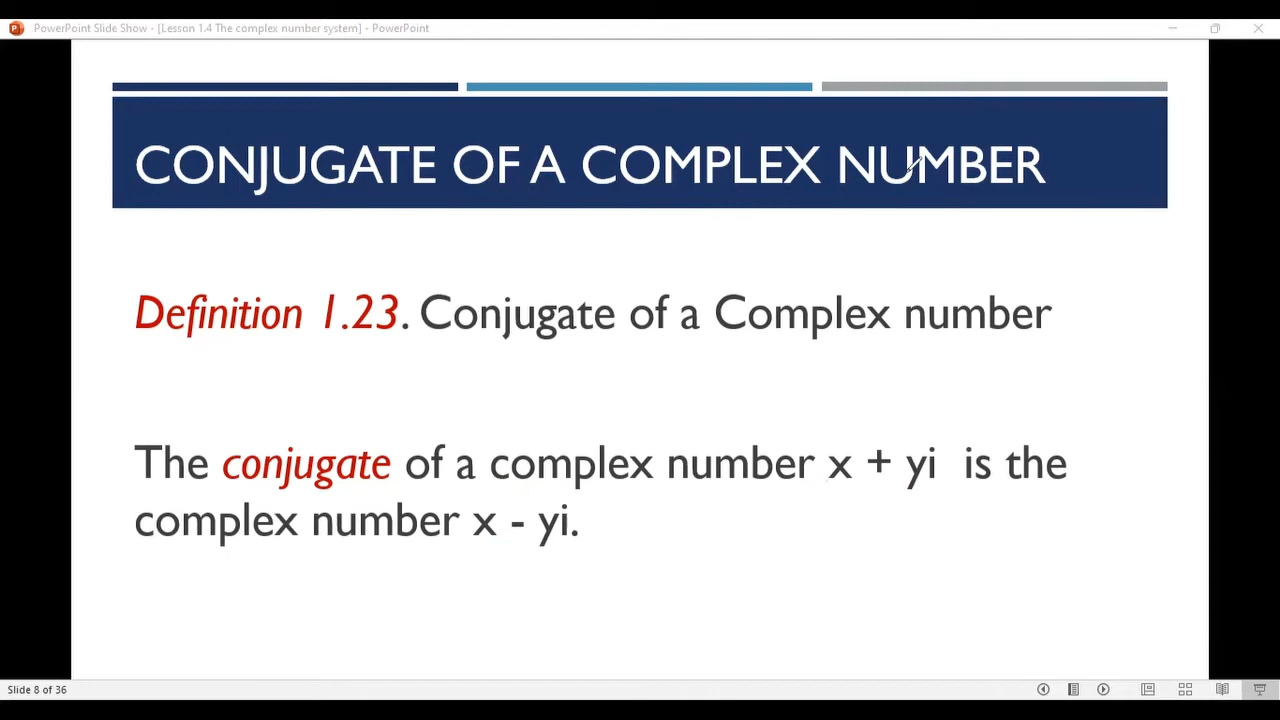 PowerPoint Slide Show - [Lesson 1.4 The complex number system] - PowerPoint
CONJUGATE OF A COMPLEX NUMBER
Definition 1.23. Conjugate of a Complex number
The conjugate of a complex number x + yi is the
complex number x - yi.
Slide 8 of 36